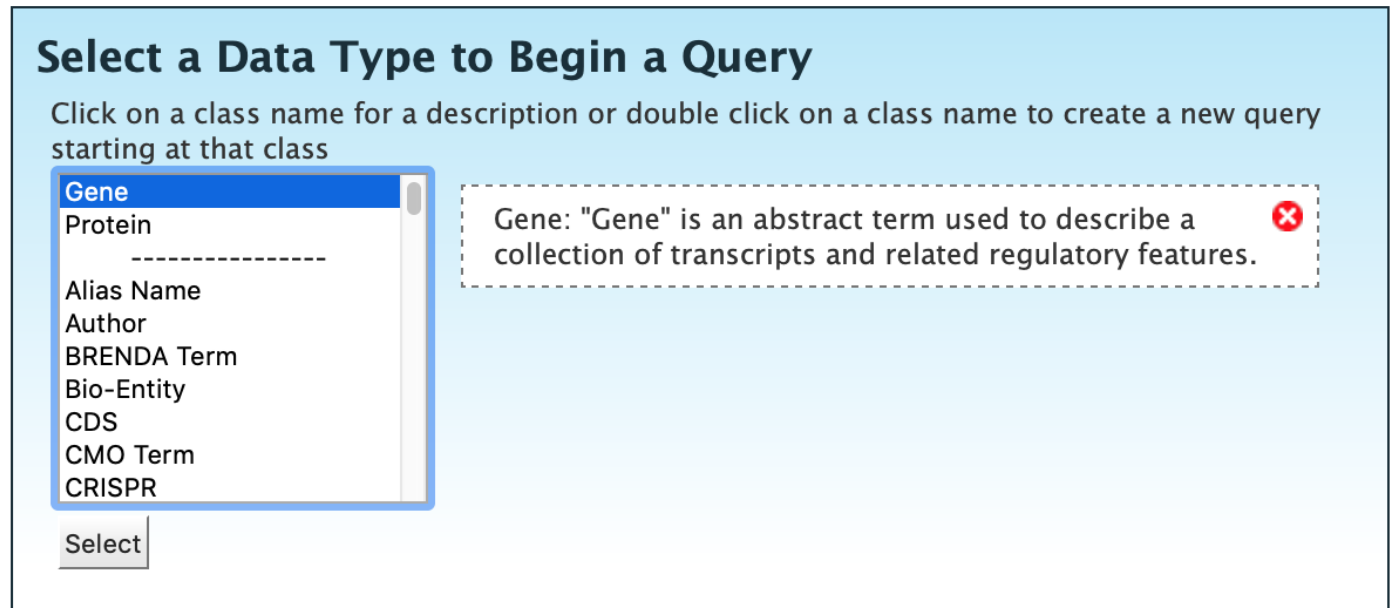 Select a Data Type to Begin a Query
Click on a class name for a description or double click on a class name to create a new query
starting at that class
Gene
Protein
----------------
Alias Name
Author
BRENDA Term
Bio-Entity
CDS
CMO Term
CRISPR
Gene: "Gene" is an abstract term used to describe a
collection of transcripts and related regulatory features.
Select